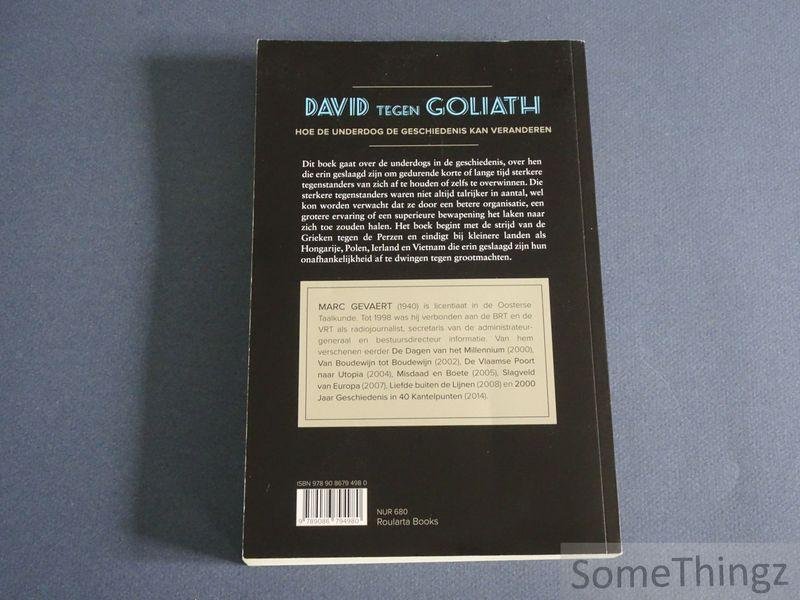 DAVID TEGEN GOLIATH
HOE DE UNDERDOG DE GESCHIEDENIS KAN VERANDEREN
Dit boek gaat over de underdogs in de geschiedenis, over hen
die erin geslaagd zijn om gedurende korte of lange tijd sterkere
tegenstanders van zich af te houden of zelfs te overwinnen. Die
sterkere tegenstanders waren niet altijd talrijker in aantal, wel
kon worden verwacht dat ze door een betere organisatie, een
grotere ervaring of een superieure bewapening het laken naar
zich toe zouden halen. Het boek begint met de strijd van de
Grieken tegen de Perzen en eindigt bij kleinere landen als
Hongarije, Polen, Ierland en Vietnam die erin geslaagd zijn hun
onafhankelijkheid af te dwingen tegen grootmachten.
MARC GEVAERT (1940) is licentiaat in de Oosterse
Taalkunde. Tot 1998 was hij verbonden aan de BRT en de
VRT als radiojournalist, secretaris van de administrateur-
generaal en bestuursdirecteur informatie. Van hem
verschenen eerder De Dagen van het Millennium (2000),
Van Boudewijn tot Boudewijn (2002), De Vlaamse Poort
naar Utopia (2004), Misdaad en Boete (2005), Slagveld
van Europa (2007), Liefde buiten de Lijnen (2008) en 2000
Jaar Geschiedenis in 40 Kantelpunten (2014).
ISBN 978 90 8679 498 0
9 789086 794980
NUR 680
Roularta Books
SomeThingz